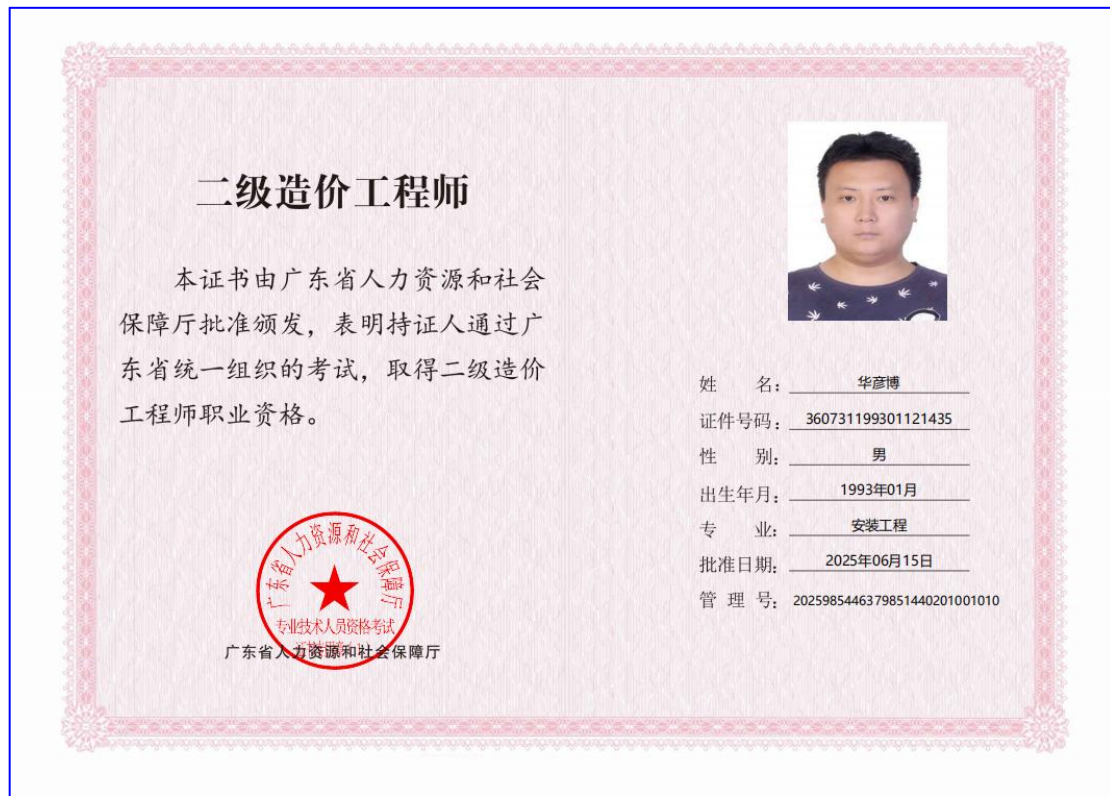 二级造价工程师
本证书由广东省人力资源和社会
保障厅批准颁发，表明持证人通过广
东省统一组织的考试，取得二级造价
工程师职业资格。
广东省人力资源和社会保障厅
专业技术人员资格考试
广东省人力资源和社会保障厅
姓 名：华彦博
证件号码：360731199301121435
性 别：男
出生年月：1993年01月
专 业：安装工程
批准日期：2025年06月15日
管 理 号：2025985446379851440201001010